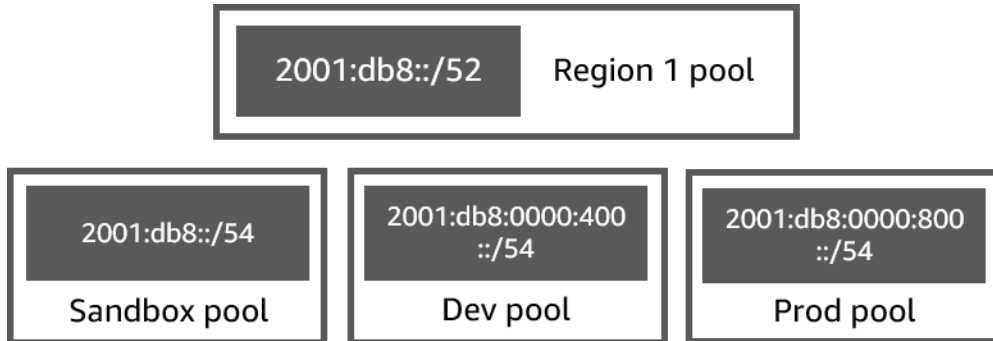 2001:db8::/52
Region 1 pool
2001:db8::/54
Sandbox pool
2001:db8:0000:400
::/54
Dev pool
2001:db8:0000:800
::/54
Prod pool